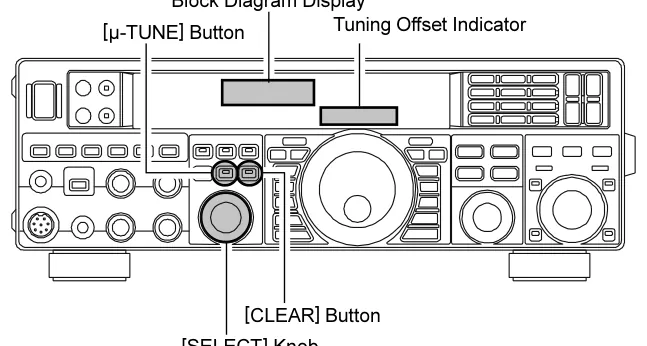 Block Diagram Display
Tuning Offset Indicator
[μ-TUNE] Button
[CLEAR] Button
[SELECT] Knob